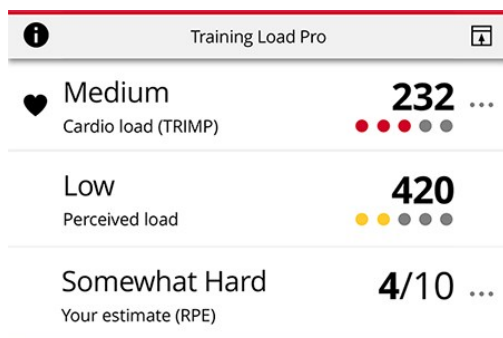 Training Load Pro
Medium 232
Cardio load (TRIMP)
Low 420
Perceived load
Somewhat Hard 4/10
Your estimate (RPE)